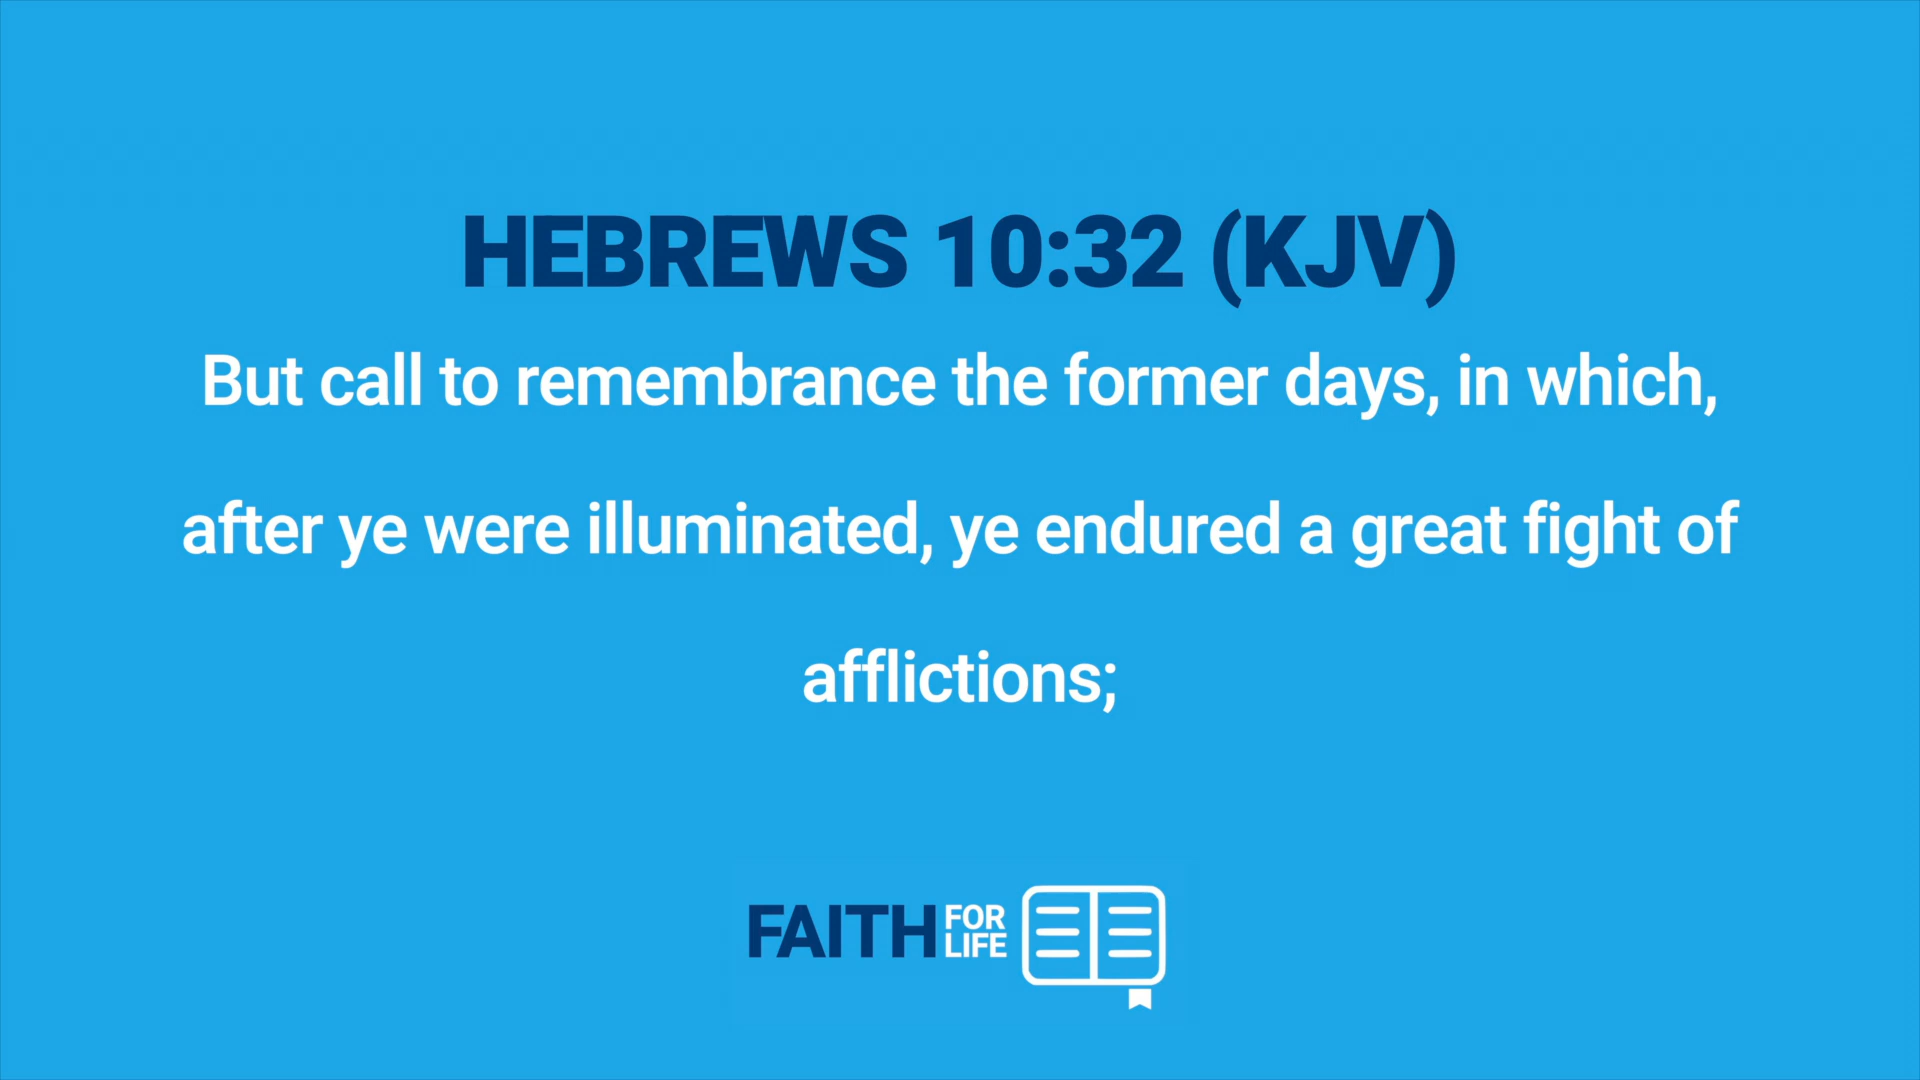 HEBREWS 10:32 (KJV)
But call to remembrance the former days, in which,
after ye were illuminated, ye endured a great fight of
afflictions;
FAITH FOR
LIFE